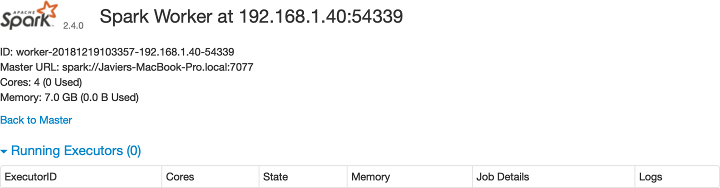 APACHE
Spark 2.4.0 Spark Worker at 192.168.1.40:54339
ID: worker-20181219103357-192.168.1.40-54339
Master URL: spark://Javiers-MacBook-Pro.local:7077
Cores: 4 (0 Used)
Memory: 7.0 GB (0.0 B Used)
Back to Master
Running Executors (0)
ExecutorID Cores State Memory Job Details Logs